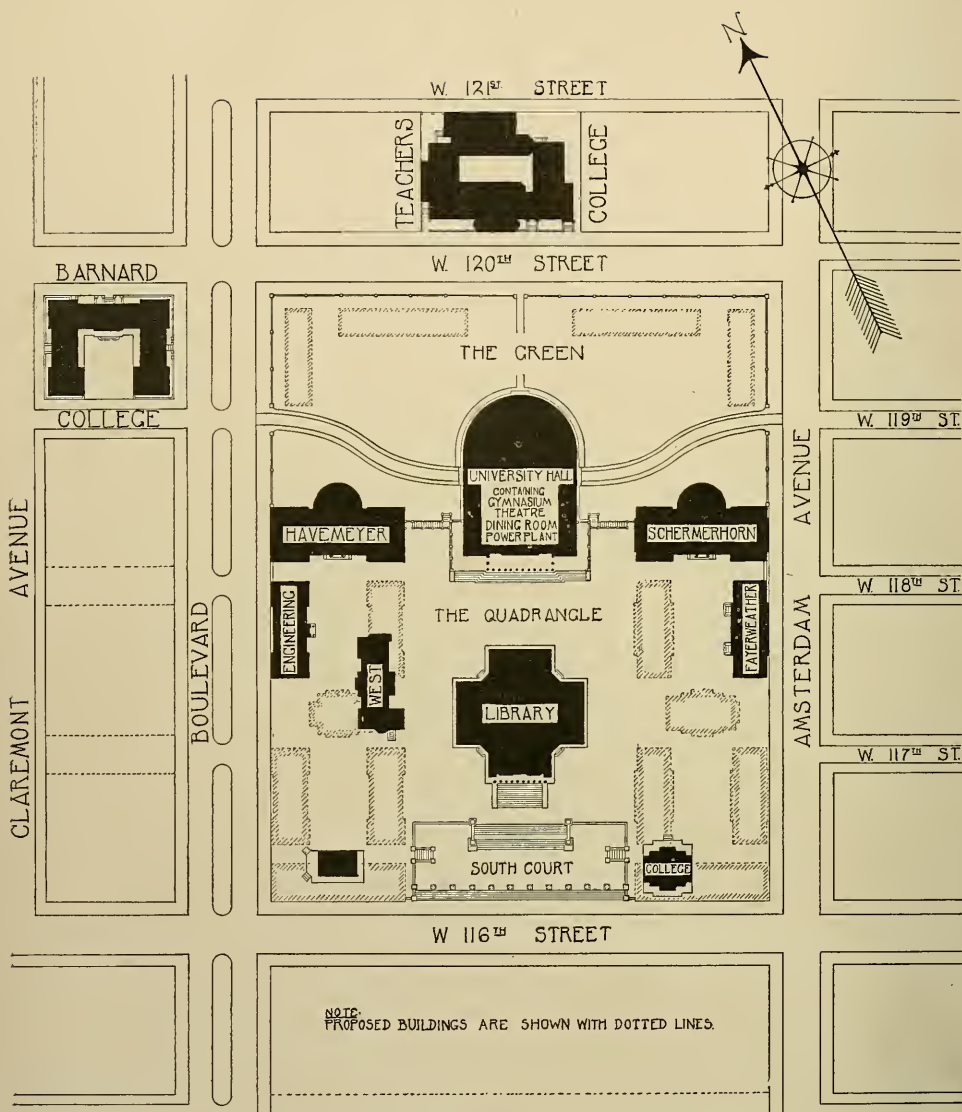 N
W. 121ST. STREET
TEACHERS
COLLEGE
W. 120TH STREET
BARNARD
COLLEGE
THE GREEN
W. 119TH ST.
UNIVERSITY HALL
CONTAINING
GYMNASIUM
THEATRE
DINING ROOM
POWER PLANT
HAVEMEYER
SCHERMERHORN
CLAREMONT AVENUE
BOULEVARD
AMSTERDAM AVENUE
W. 118TH ST.
ENGINEERING
THE QUADRANGLE
FAYERWEATHER
WEST
LIBRARY
W. 117TH ST.
SOUTH COURT
COLLEGE
W 116TH STREET
NOTE.
PROPOSED BUILDINGS ARE SHOWN WITH DOTTED LINES.